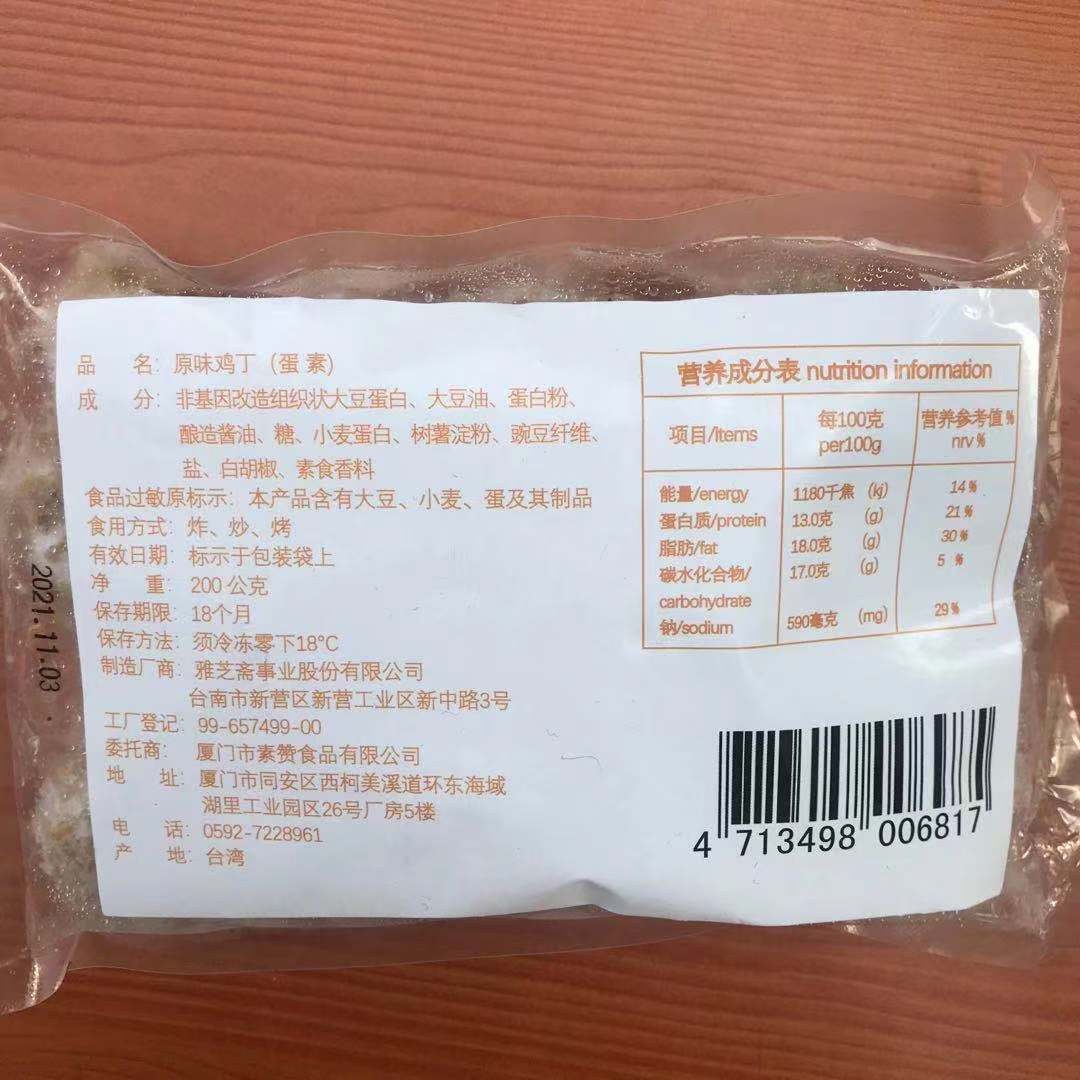 品 名: 原味鸡丁 (蛋 素)
成 分: 非基因改造组织状大豆蛋白、大豆油、蛋白粉、
酿造酱油、糖、小麦蛋白、树薯淀粉、豌豆纤维、
盐、白胡椒、素食香料
食品过敏原标示: 本产品含有大豆、小麦、蛋及其制品
食用方式: 炸、炒、烤
有效日期: 标示于包装袋上
净 重: 200 公克
保存期限: 18个月
保存方法: 须冷冻零下18℃
制造厂商: 雅芝斋事业股份有限公司
台南市新营区新营工业区新中路3号
工厂登记: 99-657499-00
委托商: 厦门市素赞食品有限公司
地 址: 厦门市同安区西柯美溪道环东海域
湖里工业园区26号厂房5楼
电 话: 0592-7228961
产 地: 台湾
营养成分表 nutrition information
项目/Items 每100克 per100g 营养参考值% nrv%
能量/energy 1180千焦 (kj) 14%
蛋白质/protein 13.0克 (g) 21%
脂肪/fat 18.0克 (g) 30%
碳水化合物/ 17.0克 (g) 5 %
carbohydrate
钠/sodium 590毫克 (mg) 29%
4 713498 006817
2021.11.03